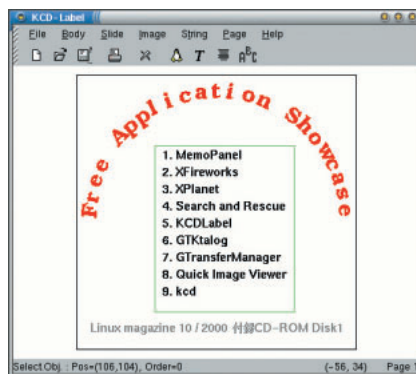 KCD-Label
File Body Slide Image String Page Help
T ABC
Free Application Showcase
1. MemoPanel
2. XFireworks
3. XPlanet
4. Search and Rescue
5. KCDLabel
6. GTKtalog
7. GTransferManager
8. Quick Image Viewer
9. kcd
Linux magazine 10 / 2000 付録CD-ROM Disk1
Select Obj. : Pos=(106,104), Order=0 (-56, 34) Page